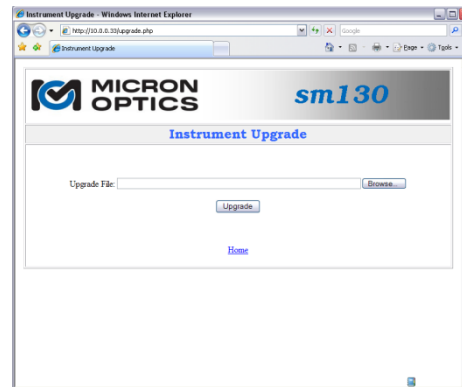 Instrument Upgrade - Windows Internet Explorer
http://10.0.0.33/upgrade.php
Google
Instrument Upgrade
Page
Tools
MICRON OPTICS
sm130
Instrument Upgrade
Upgrade File:
Browse...
Upgrade
Home